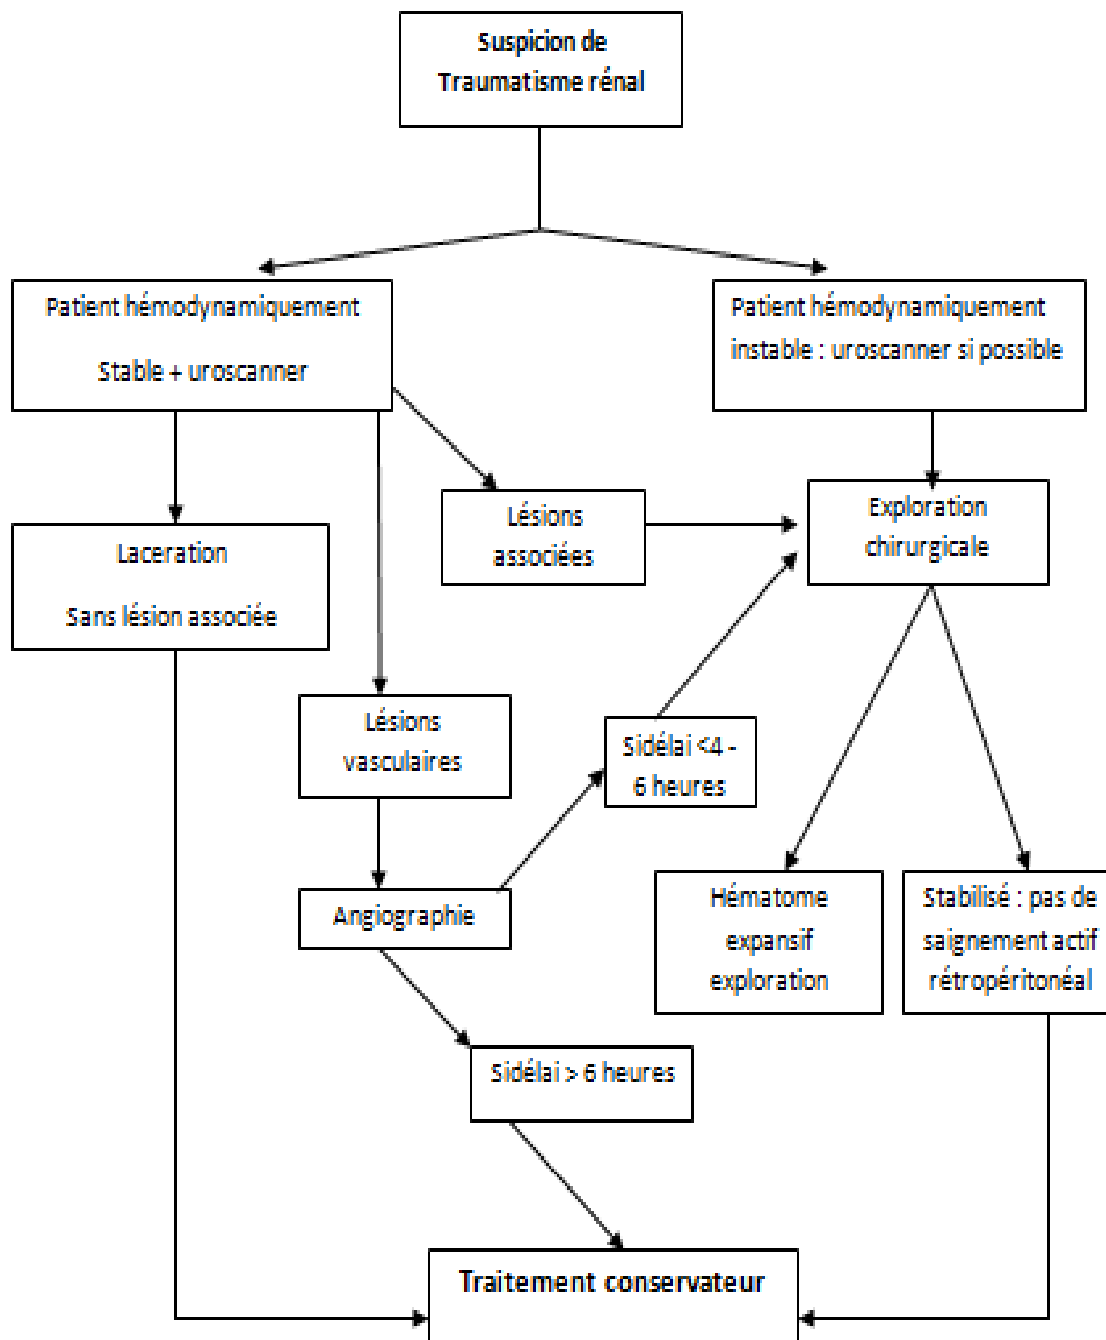 Suspicion de
Traumatisme rénal
Patient hémodynamiquement
Stable + uroscanner
Patient hémodynamiquement
instable : uroscanner si possible
Lésions
associées
Exploration
chirurgicale
Laceration
Sans lésion associée
Lésions
vasculaires
Sidélai <4 -
6 heures
Angiographie
Hématome
expansif
exploration
Stabilisé : pas de
saignement actif
rétropéritonéal
Sidélai > 6 heures
Traitement conservateur